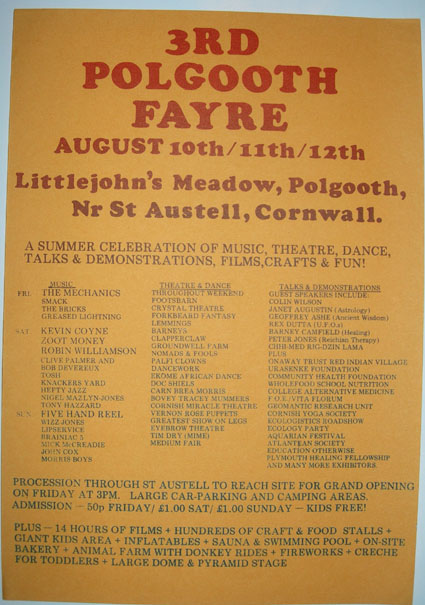 3RD
POLGOOTH
FAYRE
AUGUST 10th/11th/12th
Littlejohn's Meadow, Polgooth,
Nr St Austell, Cornwall.
A SUMMER CELEBRATION OF MUSIC, THEATRE, DANCE,
TALKS & DEMONSTRATIONS, FILMS, CRAFTS & FUN!
MUSIC
FRI. THE MECHANICS
SMACK
THE BRICKS
GREASED LIGHTNING
SAT. KEVIN COYNE
ZOOT MONEY
ROBIN WILLIAMSON
CLIVE PALMER AND
BOB DEVEREUX
TOSH
KNACKERS YARD
HEFTY JAZZ
NIGEL MAZLYN-JONES
TONY HAZZARD
SUN. FIVE HAND REEL
WIZZ JONES
LIPSERVICE
BRAINIAC 5
MICK McCREADIE
JOHN COX
MORRIS BOYS
THEATRE & DANCE
THROUGHOUT WEEKEND
FOOTSBARN
CRYSTAL THEATRE
FORKBEARD FANTASY
LEMMINGS
BARNEYS
CLAPPERCLAW
GROUNDWELL FARM
NOMADS & FOOLS
PALFI CLOWNS
DANCEWORK
EKOME AFRICAN DANCE
DOC SHIELS
CARN BREA MORRIS
BOVEY TRACEY MUMMERS
CORNISH MIRACLE THEATRE
VERNON ROSE PUPPETS
GREATEST SHOW ON LEGS
EYEBROW THEATRE
TIM DRY (MIME)
MEDIUM FAIR
TALKS & DEMONSTRATIONS
GUEST SPEAKERS INCLUDE:
COLIN WILSON
JANET AUGUSTIN (Astrology)
GEOFFREY ASHE (Ancient Wisdom)
REX DUTTA (U.F.O.s)
BARNEY CAMFIELD (Healing)
PETER JONES (Reichian Therapy)
CHIH-MED RIG-DZIN LAMA
PLUS
ONAWAY TRUST RED INDIAN VILLAGE
URASENKE FOUNDATION
COMMUNITY HEALTH FOUNDATION
WHOLEFOOD SCHOOL NUTRITION
COLLEGE ALTERNATIVE MEDICINE
F.O.E./VITA FLORUM
GEOMANTIC RESEARCH UNIT
CORNISH YOGA SOCIETY
ECOLOGISTICS ROADSHOW
ECOLOGY PARTY
AQUARIAN FESTIVAL
ATLANTEAN SOCIETY
EDUCATION OTHERWISE
PLYMOUTH HEALING FELLOWSHIP
AND MANY MORE EXHIBITORS.
PROCESSION THROUGH ST AUSTELL TO REACH SITE FOR GRAND OPENING
ON FRIDAY AT 3PM. LARGE CAR-PARKING AND CAMPING AREAS.
ADMISSION — 50p FRIDAY/ £1.00 SAT/ £1.00 SUNDAY — KIDS FREE!
PLUS — 14 HOURS OF FILMS + HUNDREDS OF CRAFT & FOOD STALLS +
GIANT KIDS AREA + INFLATABLES + SAUNA & SWIMMING POOL + ON-SITE
BAKERY + ANIMAL FARM WITH DONKEY RIDES + FIREWORKS + CRECHE
FOR TODDLERS + LARGE DOME & PYRAMID STAGE